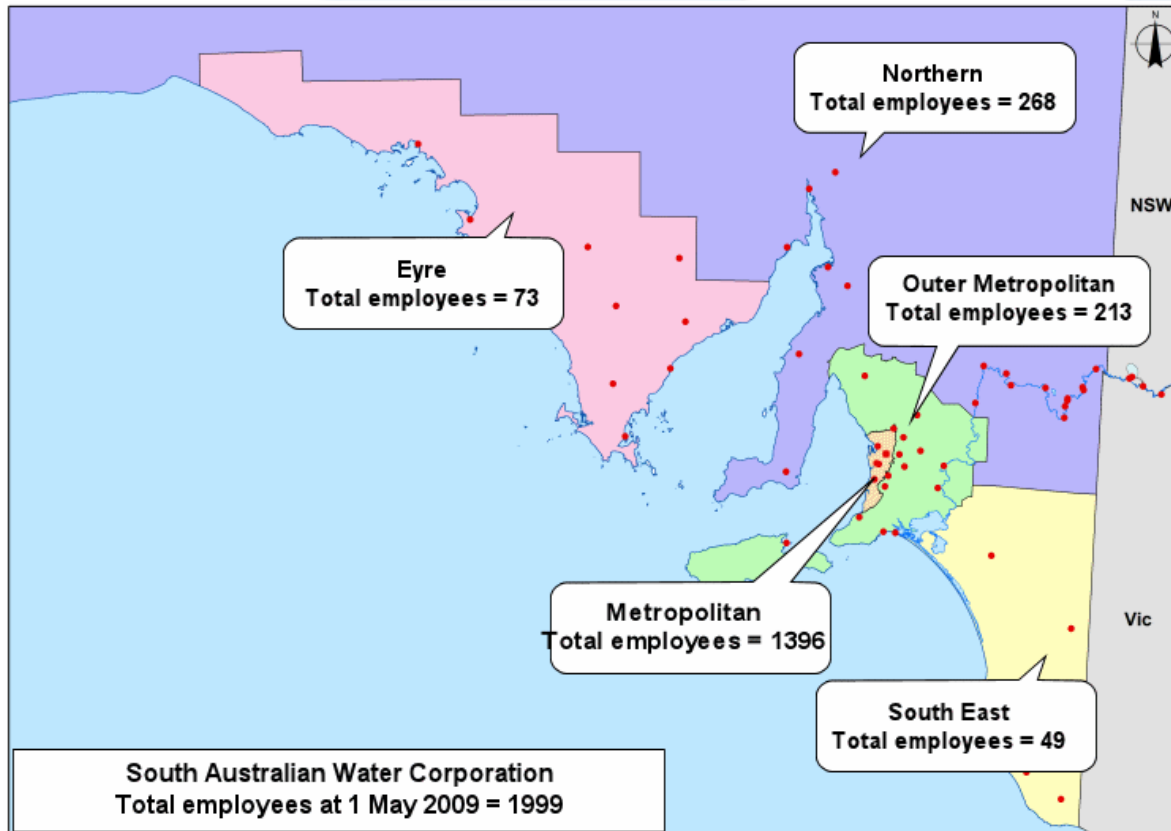 N
Northern
Total employees = 268
NSW
Eyre
Total employees = 73
Outer Metropolitan
Total employees = 213
Metropolitan
Total employees = 1396
Vic
South East
Total employees = 49
South Australian Water Corporation
Total employees at 1 May 2009 = 1999